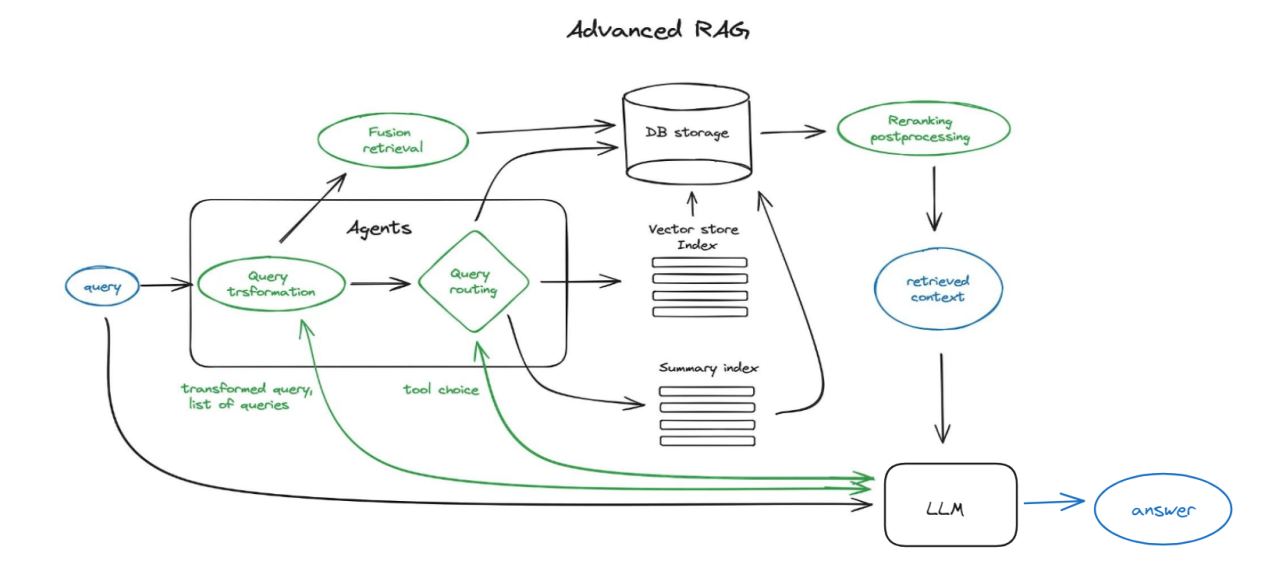 Advanced RAG
Fusion
retrieval
DB storage
Reranking
postprocessing
Agents
Vector store
Index
query
Query
trsformation
Query
routing
retrieved
context
Summary index
transformed query,
list of queries
tool choice
LLM
answer